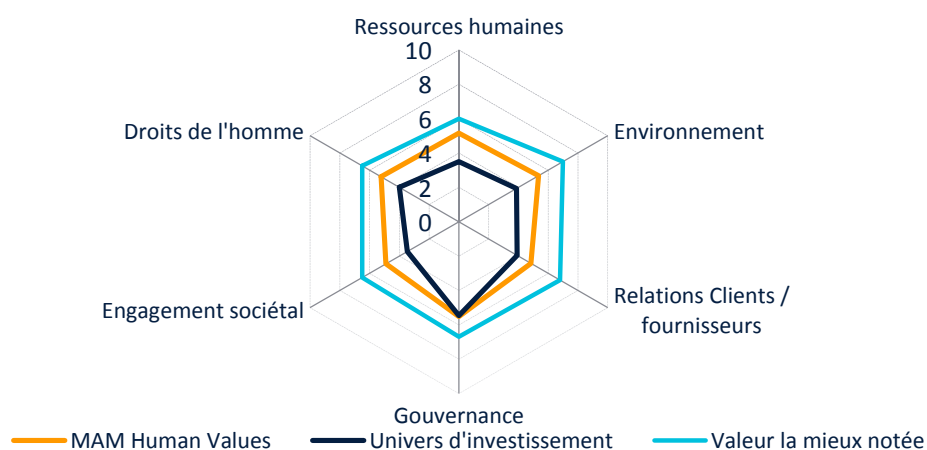 Ressources humaines
10
8
6
4
2
0
Droits de l'homme
Environnement
Engagement sociétal
Relations Clients /
fournisseurs
Gouvernance
MAM Human Values
Univers d'investissement
Valeur la mieux notée